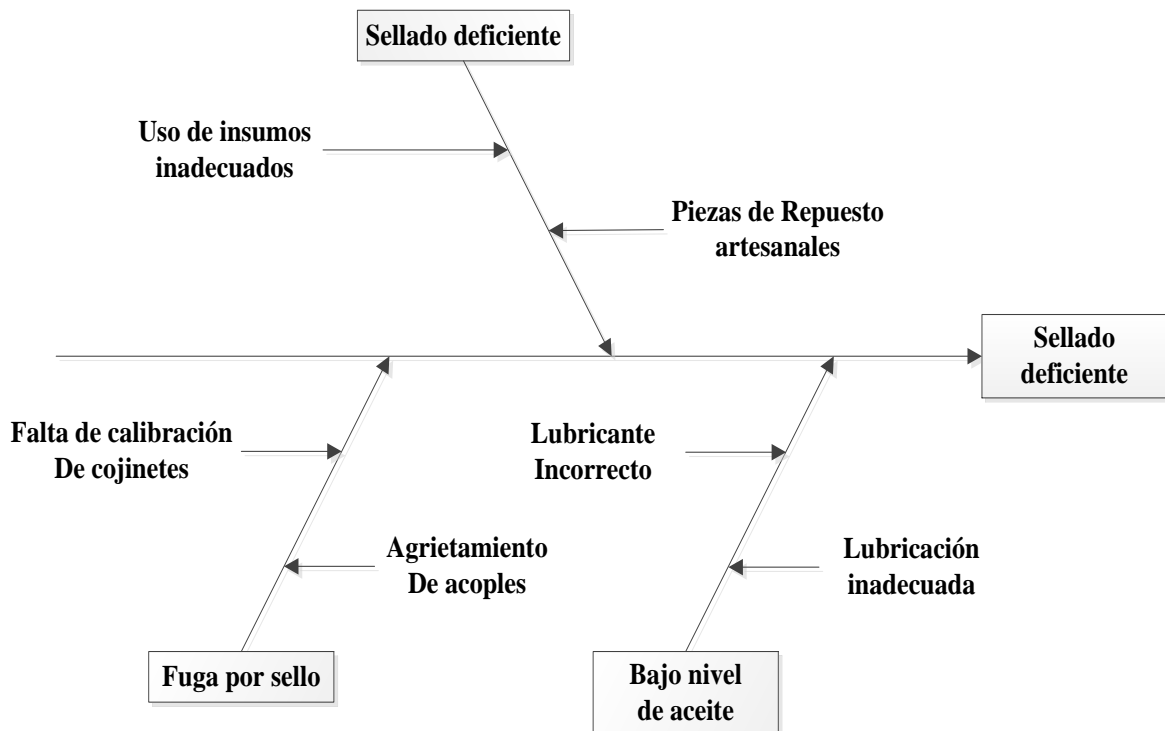 Sellado deficiente
Uso de insumos
inadecuados
Piezas de Repuesto
artesanales
Sellado
deficiente
Falta de calibración
De cojinetes
Lubricante
Incorrecto
Agrietamiento
De acoples
Lubricación
inadecuada
Fuga por sello
Bajo nivel
de aceite